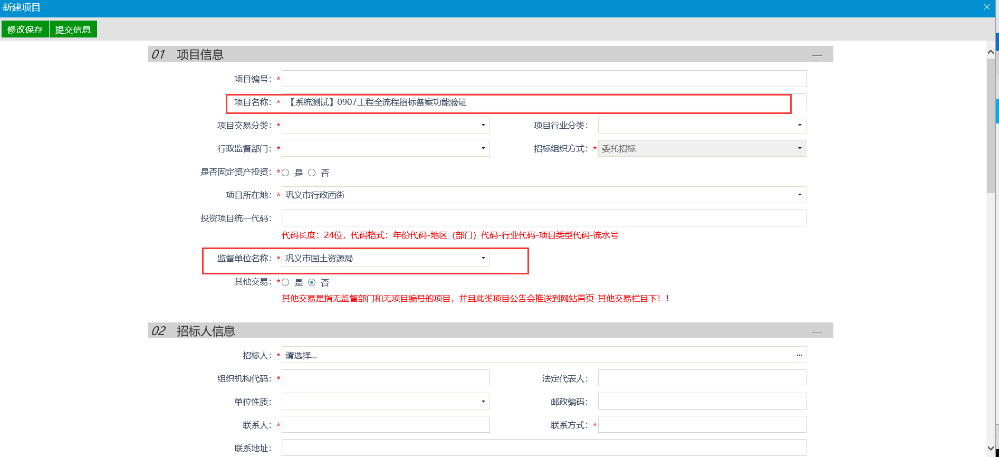 新建项目
修改保存 提交信息
01 项目信息
项目编号：*
项目名称：* 【系统测试】0907工程全流程招标备案功能验证
项目交易分类：* 项目行业分类：
行政监督部门：* 招标组织方式：* 委托招标
是否固定资产投资：* 是 否
项目所在地：* 巩义市行政西街
投资项目统一代码：
代码长度：24位，代码格式：年份代码-地区（部门）代码-行业代码-项目类型代码-流水号
监督单位名称：* 巩义市国土资源局
其他交易：* 是 否
其他交易是指无监督部门和无项目编号的项目，并且此类项目公告会推送到网站首页-其他交易栏目下！！
02 招标人信息
招标人：* 请选择...
组织机构代码：* 法定代表人：
单位性质： 邮政编码：
联系人：* 联系方式：*
联系地址：